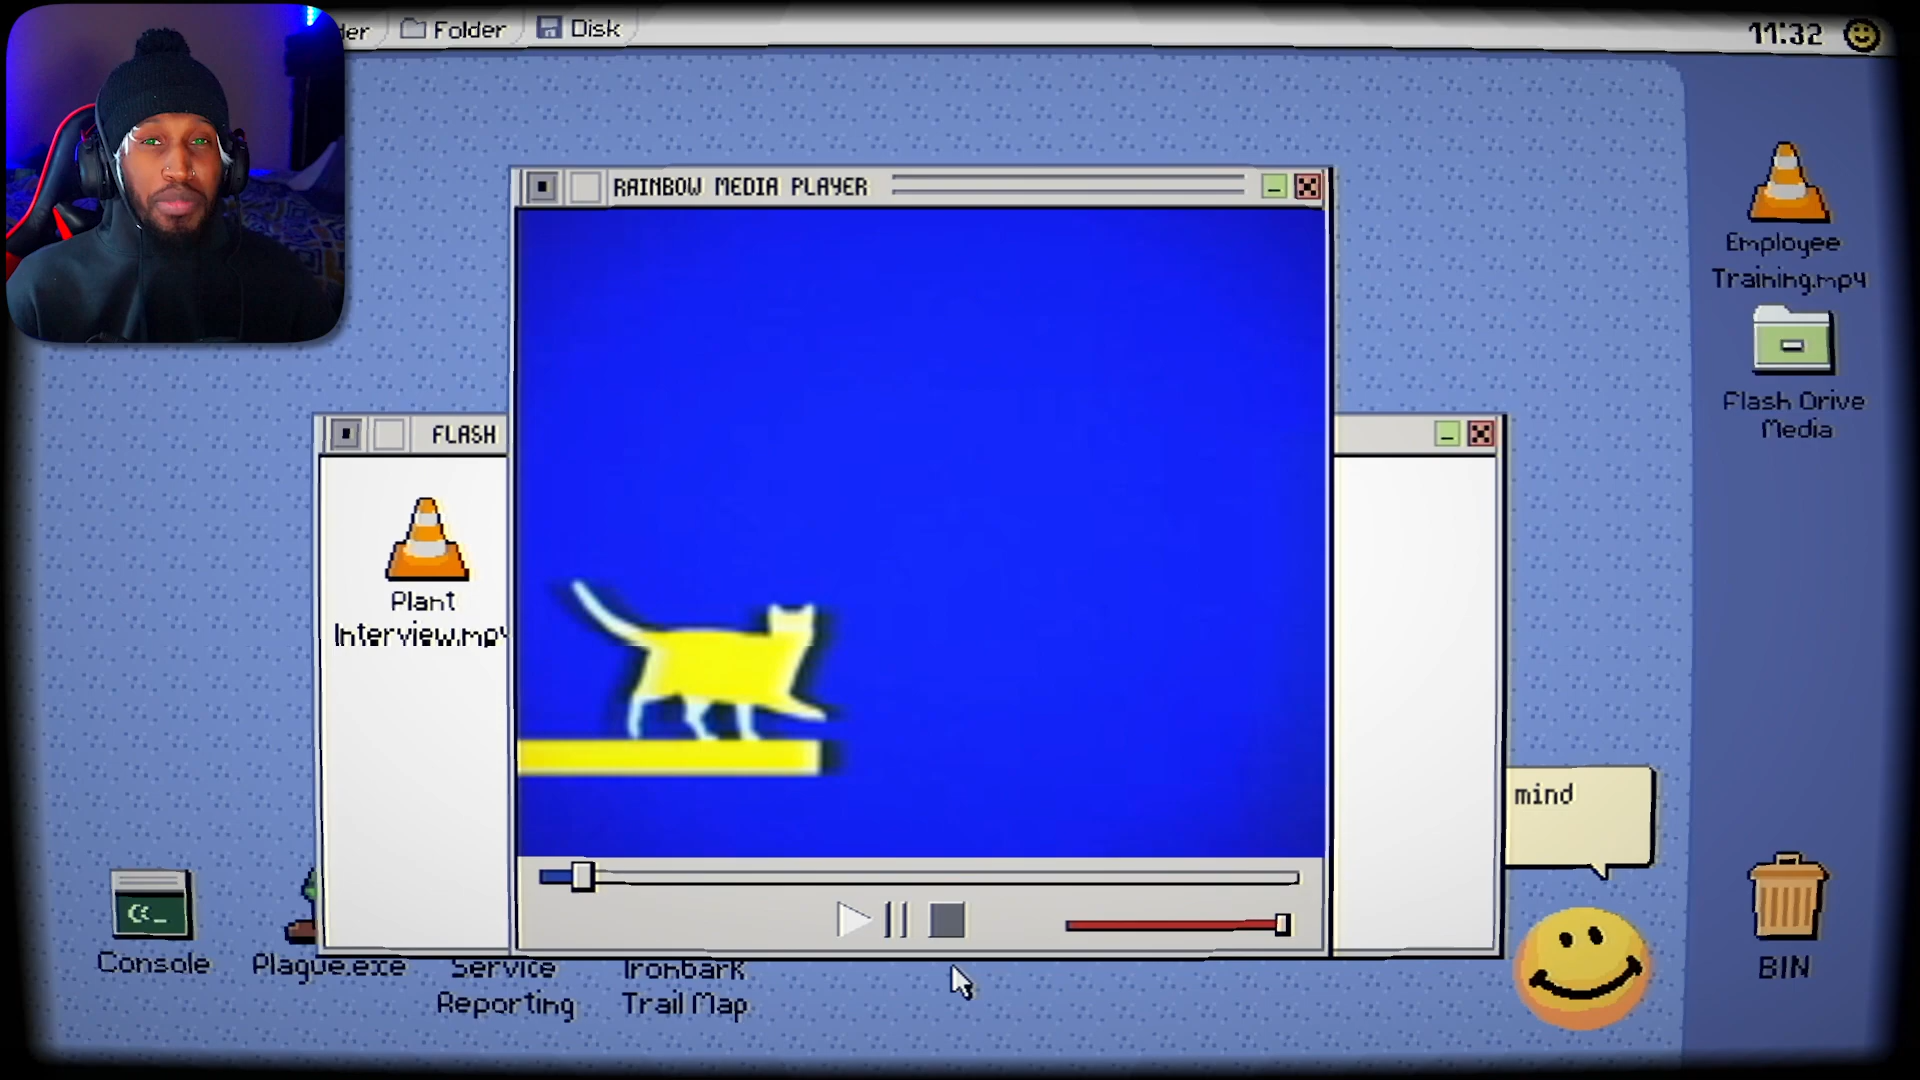 Folder
Disk
11:32
RAINBOW MEDIA PLAYER
Employee
Training.mp4
Flash Drive
Media
FLASH
Plant
mind
Console
Plague.exe
Service
Reporting
Ironbark
Trail Map
BIN